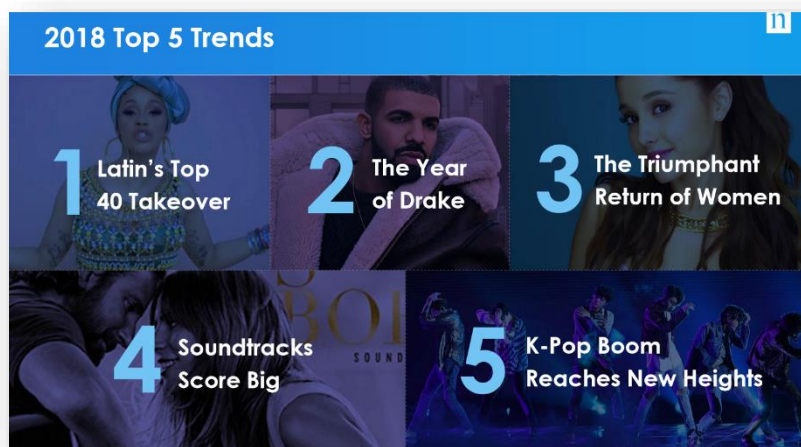 2018 Top 5 Trends
n
1
Latin's Top
40 Takeover
2
The Year
of Drake
3
The Triumphant
Return of Women
4
Soundtracks
Score Big
SOUND
5
K-Pop Boom
Reaches New Heights